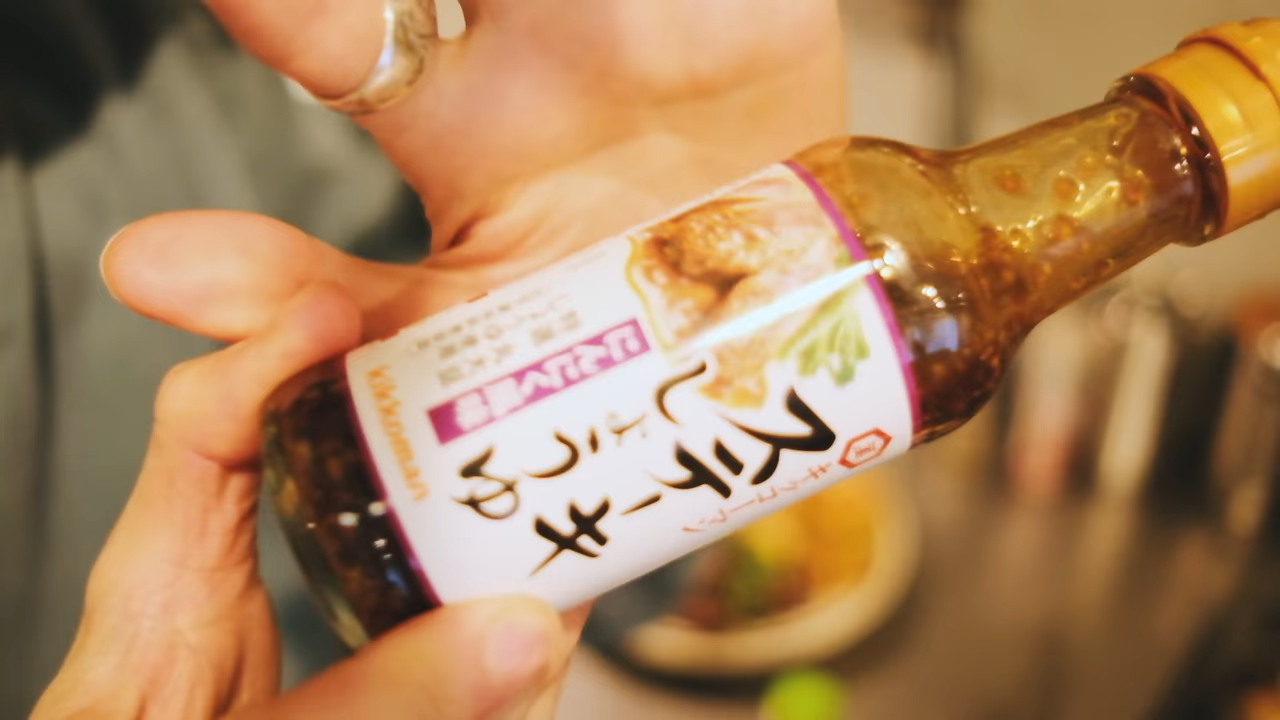 キッコーマン
ステーキ
しょうゆ
にんにく風味
kikkoman